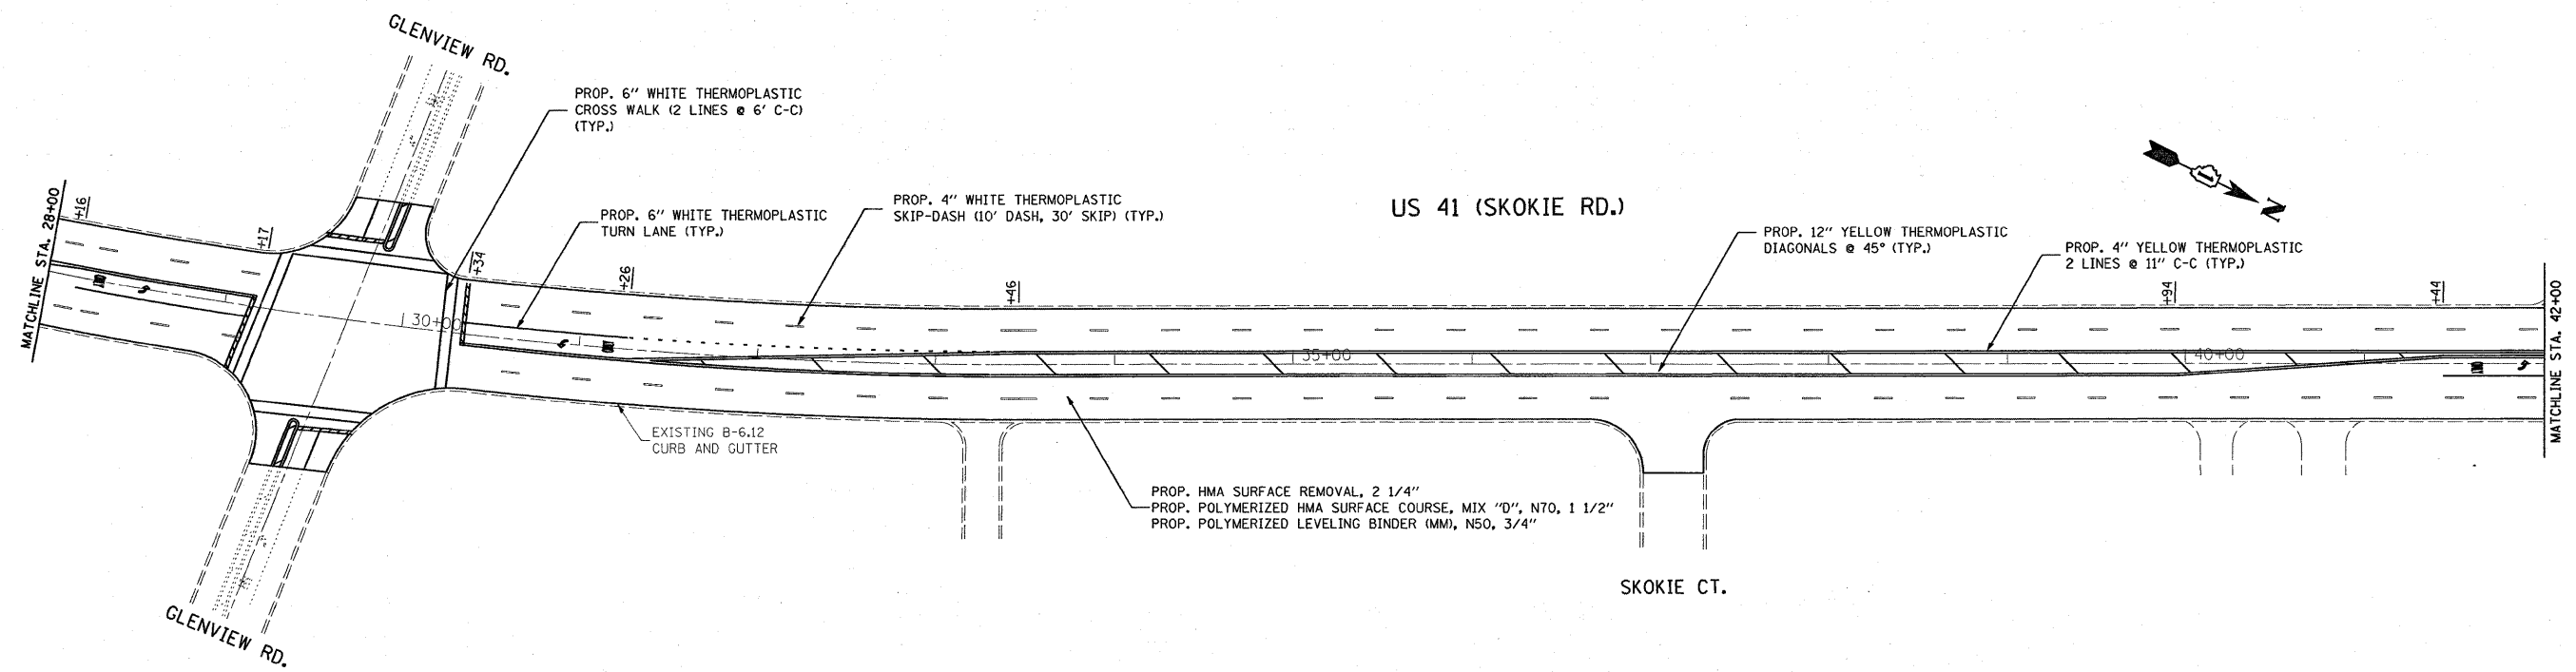 GLENVIEW RD.
PROP. 6" WHITE THERMOPLASTIC
CROSS WALK (2 LINES @ 6' C-C)
(TYP.)
PROP. 6" WHITE THERMOPLASTIC
TURN LANE (TYP.)
PROP. 4" WHITE THERMOPLASTIC
SKIP-DASH (10' DASH, 30' SKIP) (TYP.)
US 41 (SKOKIE RD.)
PROP. 12" YELLOW THERMOPLASTIC
DIAGONALS @ 45° (TYP.)
PROP. 4" YELLOW THERMOPLASTIC
2 LINES @ 11" C-C (TYP.)
N
MATCHLINE STA. 28+00
+16
+17
+34
+26
+46
+94
+44
MATCHLINE STA. 42+00
30+00
35+00
40+00
EXISTING B-6.12
CURB AND GUTTER
PROP. HMA SURFACE REMOVAL, 2 1/4"
PROP. POLYMERIZED HMA SURFACE COURSE, MIX "D", N70, 1 1/2"
PROP. POLYMERIZED LEVELING BINDER (MM), N50, 3/4"
SKOKIE CT.
GLENVIEW RD.